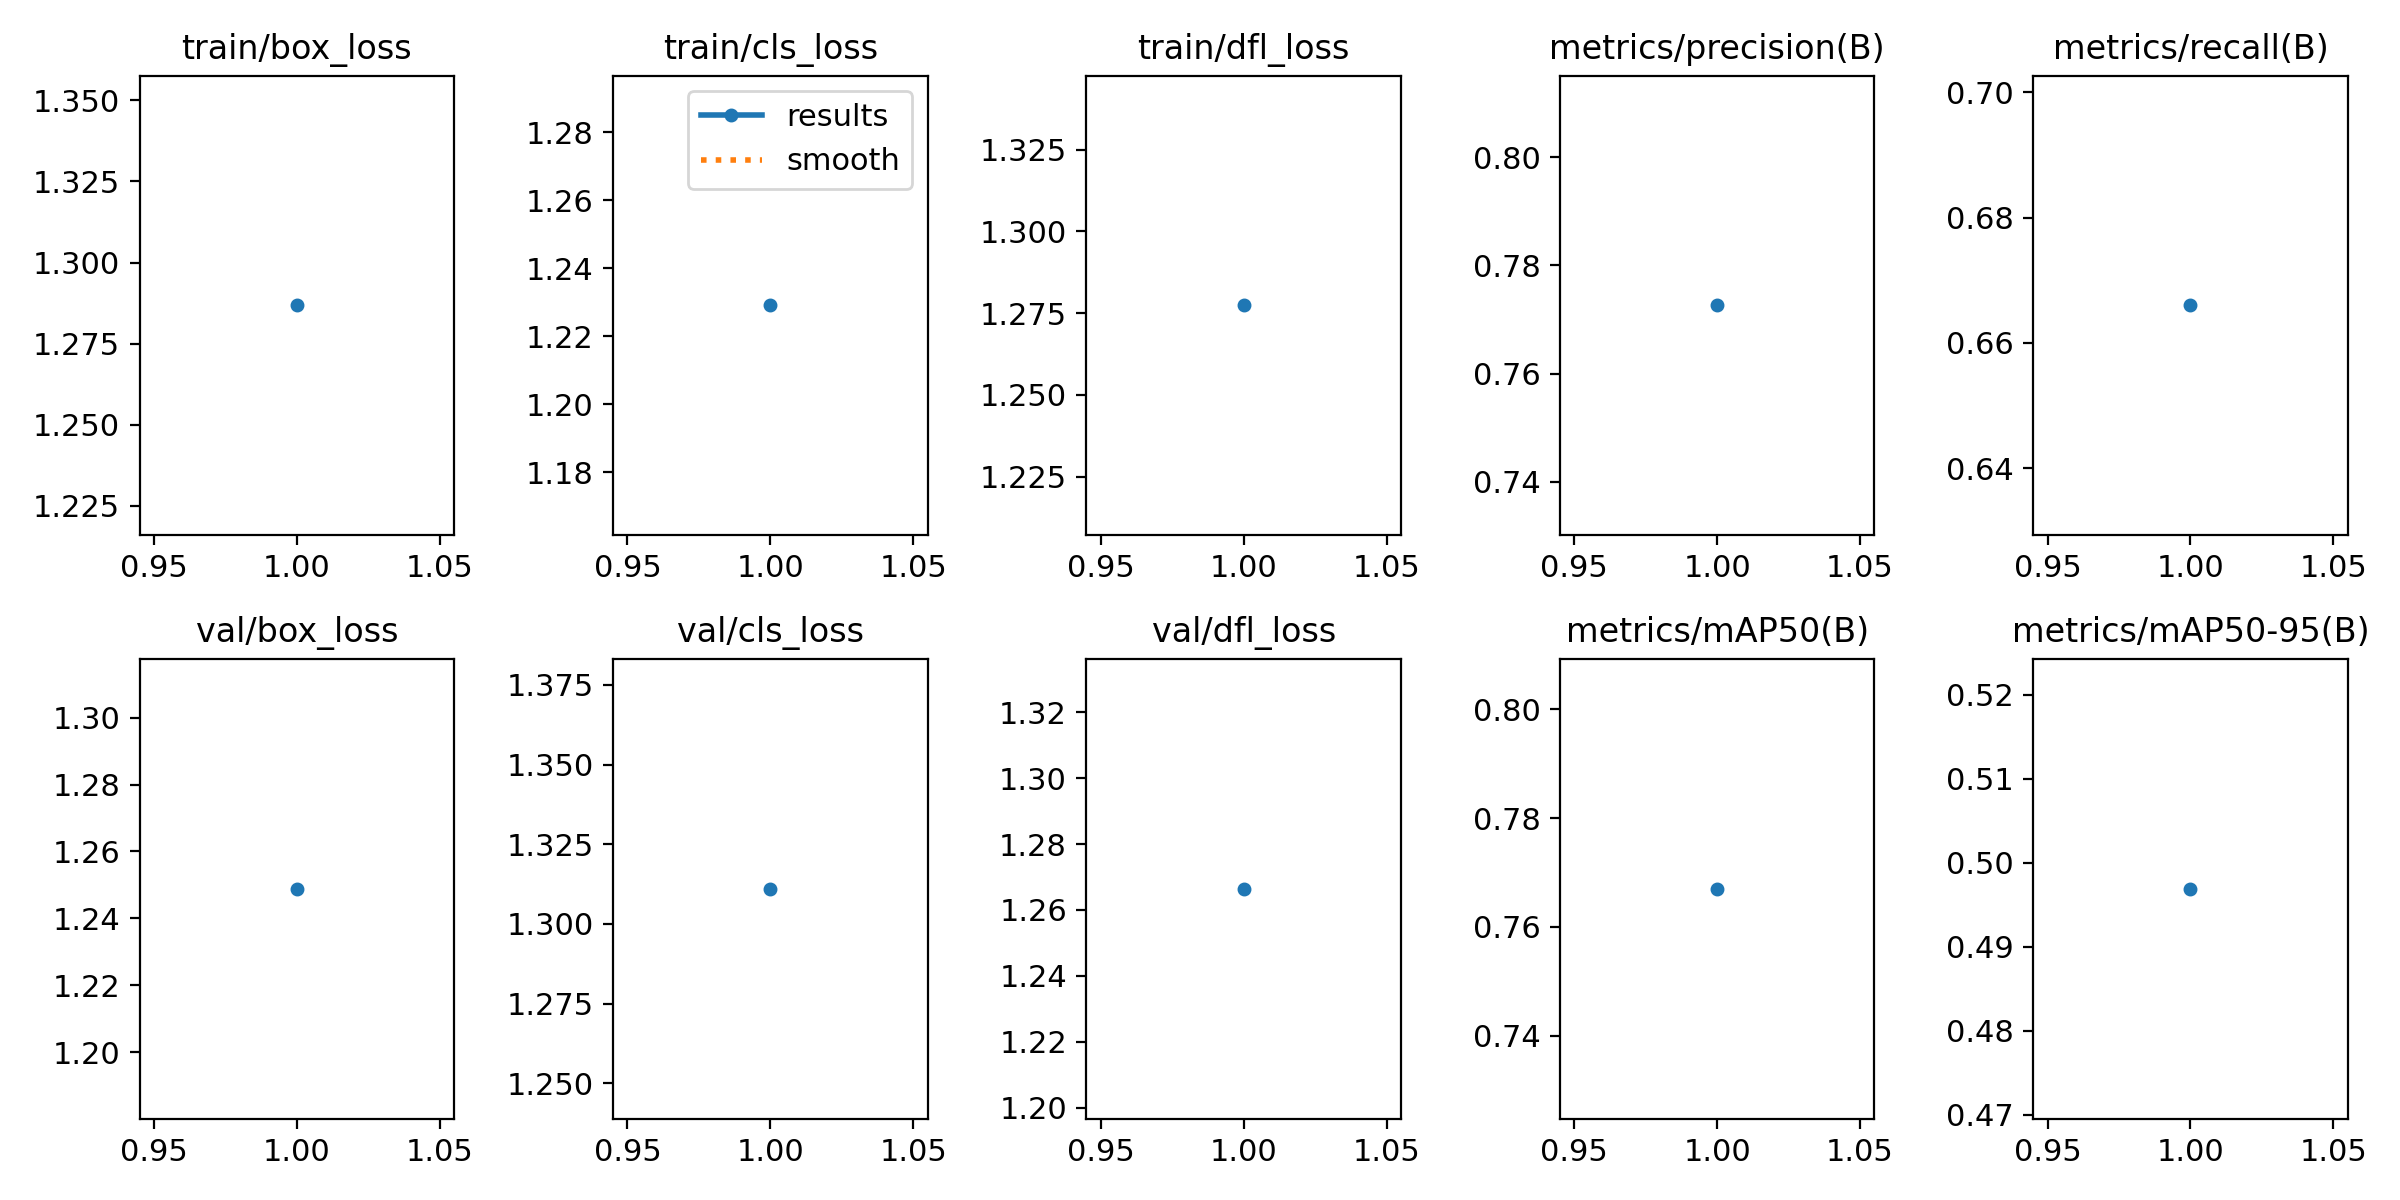 train/box_loss
1.350
1.325
1.300
1.275
1.250
1.225
0.95 1.00 1.05
train/cls_loss
results
smooth
1.28
1.26
1.24
1.22
1.20
1.18
0.95 1.00 1.05
train/dfl_loss
1.325
1.300
1.275
1.250
1.225
0.95 1.00 1.05
metrics/precision(B)
0.80
0.78
0.76
0.74
0.95 1.00 1.05
metrics/recall(B)
0.70
0.68
0.66
0.64
0.95 1.00 1.05
val/box_loss
1.30
1.28
1.26
1.24
1.22
1.20
0.95 1.00 1.05
val/cls_loss
1.375
1.350
1.325
1.300
1.275
1.250
0.95 1.00 1.05
val/dfl_loss
1.32
1.30
1.28
1.26
1.24
1.22
1.20
0.95 1.00 1.05
metrics/mAP50(B)
0.80
0.78
0.76
0.74
0.95 1.00 1.05
metrics/mAP50-95(B)
0.52
0.51
0.50
0.49
0.48
0.47
0.95 1.00 1.05